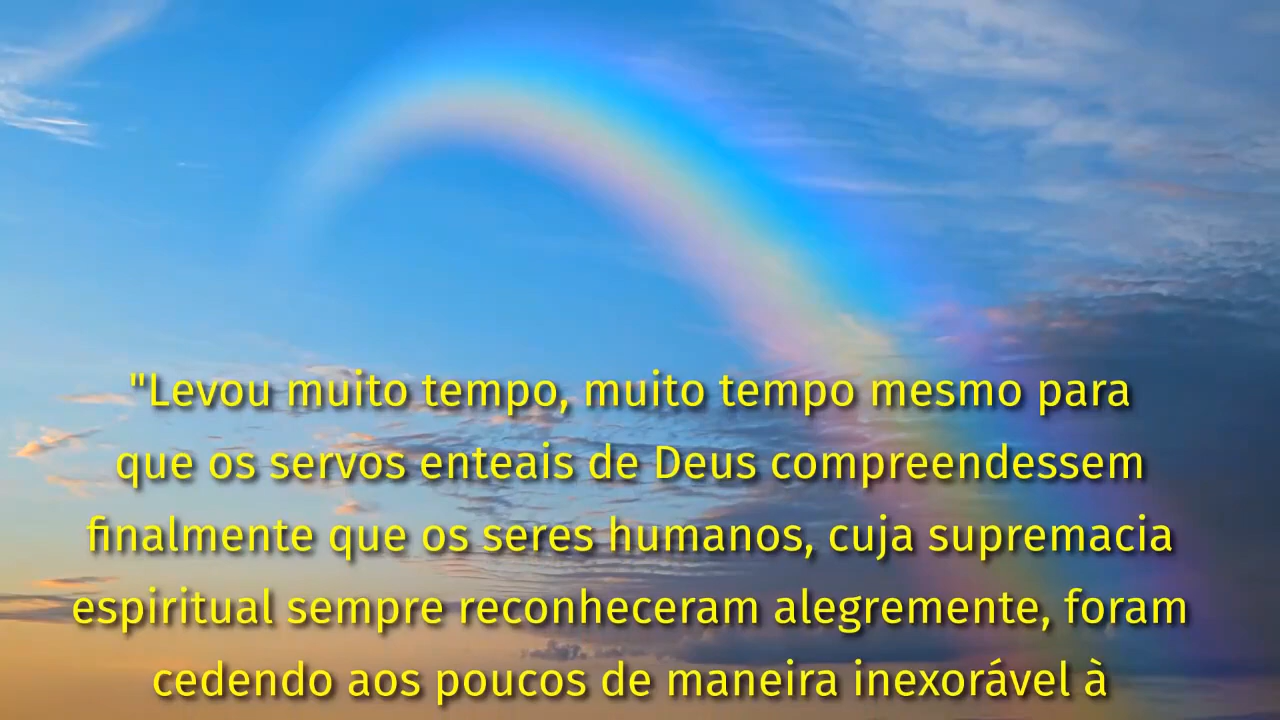 "Levou muito tempo, muito tempo mesmo para
que os servos enteais de Deus compreendessem
finalmente que os seres humanos, cuja supremacia
espiritual sempre reconheceram alegremente, foram
cedendo aos poucos de maneira inexorável à